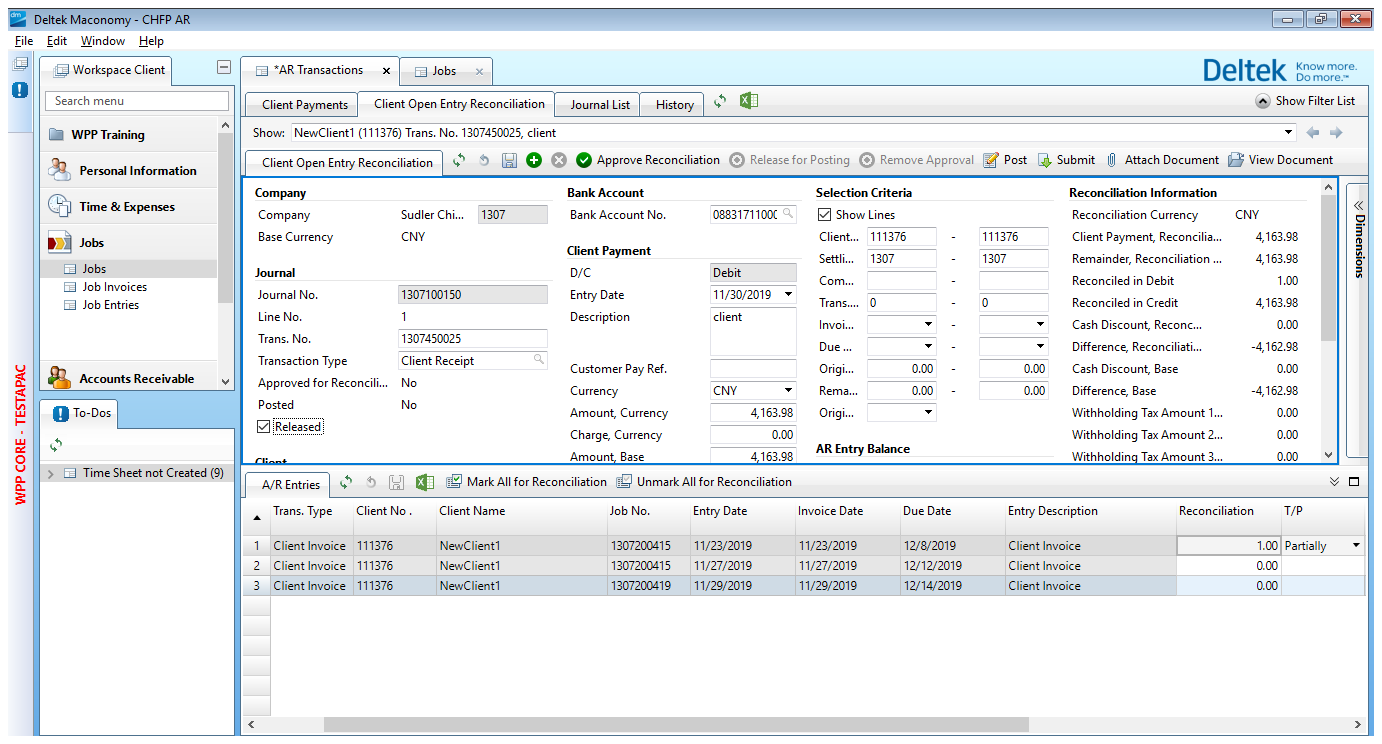 Deltek Maconomy - CHFP AR
File Edit Window Help
Workspace Client
*AR Transactions
Jobs
Deltek Know more. Do more.™
Search menu
Client Payments Client Open Entry Reconciliation Journal List History
Show Filter List
WPP Training
Show: NewClient1 (111376) Trans. No. 1307450025, client
Personal Information
Client Open Entry Reconciliation Approve Reconciliation Release for Posting Remove Approval Post Submit Attach Document View Document
Time & Expenses
Jobs
Jobs
Job Invoices
Job Entries
Accounts Receivable
To-Dos
Time Sheet not Created (9)
WPP CORE - TESTAPAC
Company
Company Sudler Chi... 1307
Base Currency CNY
Journal
Journal No. 1307100150
Line No. 1
Trans. No. 1307450025
Transaction Type Client Receipt
Approved for Reconcili... No
Posted No
Released
Client
Bank Account
Bank Account No. 0883171100(
Client Payment
D/C Debit
Entry Date 11/30/2019
Description client
Customer Pay Ref.
Currency CNY
Amount, Currency 4,163.98
Charge, Currency 0.00
Amount, Base 4,163.98
Selection Criteria
Show Lines
Client... 111376 - 111376
Settli... 1307 - 1307
Com... -
Trans.... 0 - 0
Invoi... -
Due ... -
Origi... 0.00 - 0.00
Rema... 0.00 - 0.00
Origi...
AR Entry Balance
Reconciliation Information
Reconciliation Currency CNY
Client Payment, Reconcilia... 4,163.98
Remainder, Reconciliation ... 4,163.98
Reconciled in Debit 1.00
Reconciled in Credit 4,163.98
Cash Discount, Reconc... 0.00
Difference, Reconciliati... -4,162.98
Cash Discount, Base 0.00
Difference, Base -4,162.98
Withholding Tax Amount 1... 0.00
Withholding Tax Amount 2... 0.00
Withholding Tax Amount 3... 0.00
Dimensions
A/R Entries Mark All for Reconciliation Unmark All for Reconciliation
Trans. Type Client No . Client Name Job No. Entry Date Invoice Date Due Date Entry Description Reconciliation T/P
1 Client Invoice 111376 NewClient1 1307200415 11/23/2019 11/23/2019 12/8/2019 Client Invoice 1.00 Partially
2 Client Invoice 111376 NewClient1 1307200415 11/27/2019 11/27/2019 12/12/2019 Client Invoice 0.00
3 Client Invoice 111376 NewClient1 1307200419 11/29/2019 11/29/2019 12/14/2019 Client Invoice 0.00